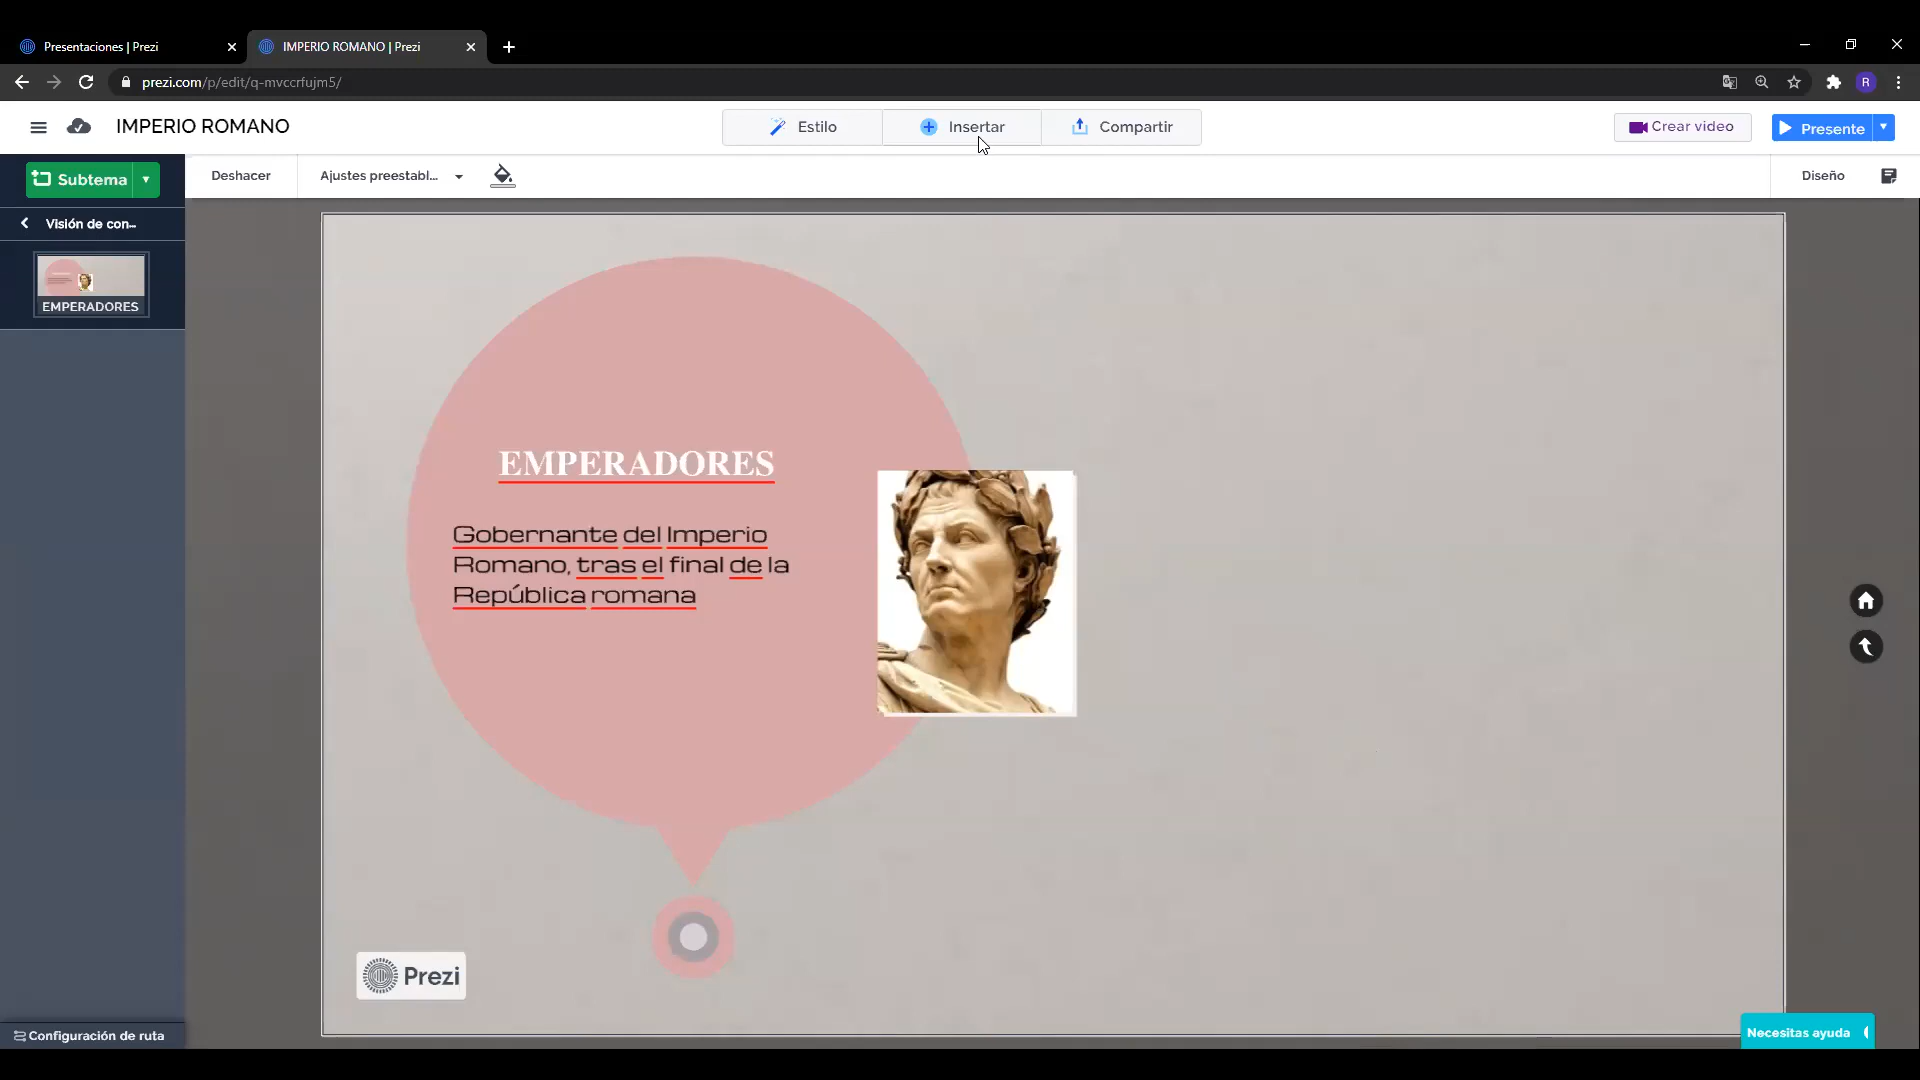 Presentaciones | Prezi
IMPERIO ROMANO | Prezi
prezi.com/p/edit/q-mvccrfujm5/
R
IMPERIO ROMANO
Estilo
Insertar
Compartir
Crear video
Presente
Subtema
Deshacer
Ajustes preestabl...
Diseño
Visión de con...
EMPERADORES
EMPERADORES
Gobernante del Imperio
Romano, tras el final de la
República romana
Prezi
Configuración de ruta
Necesitas ayuda